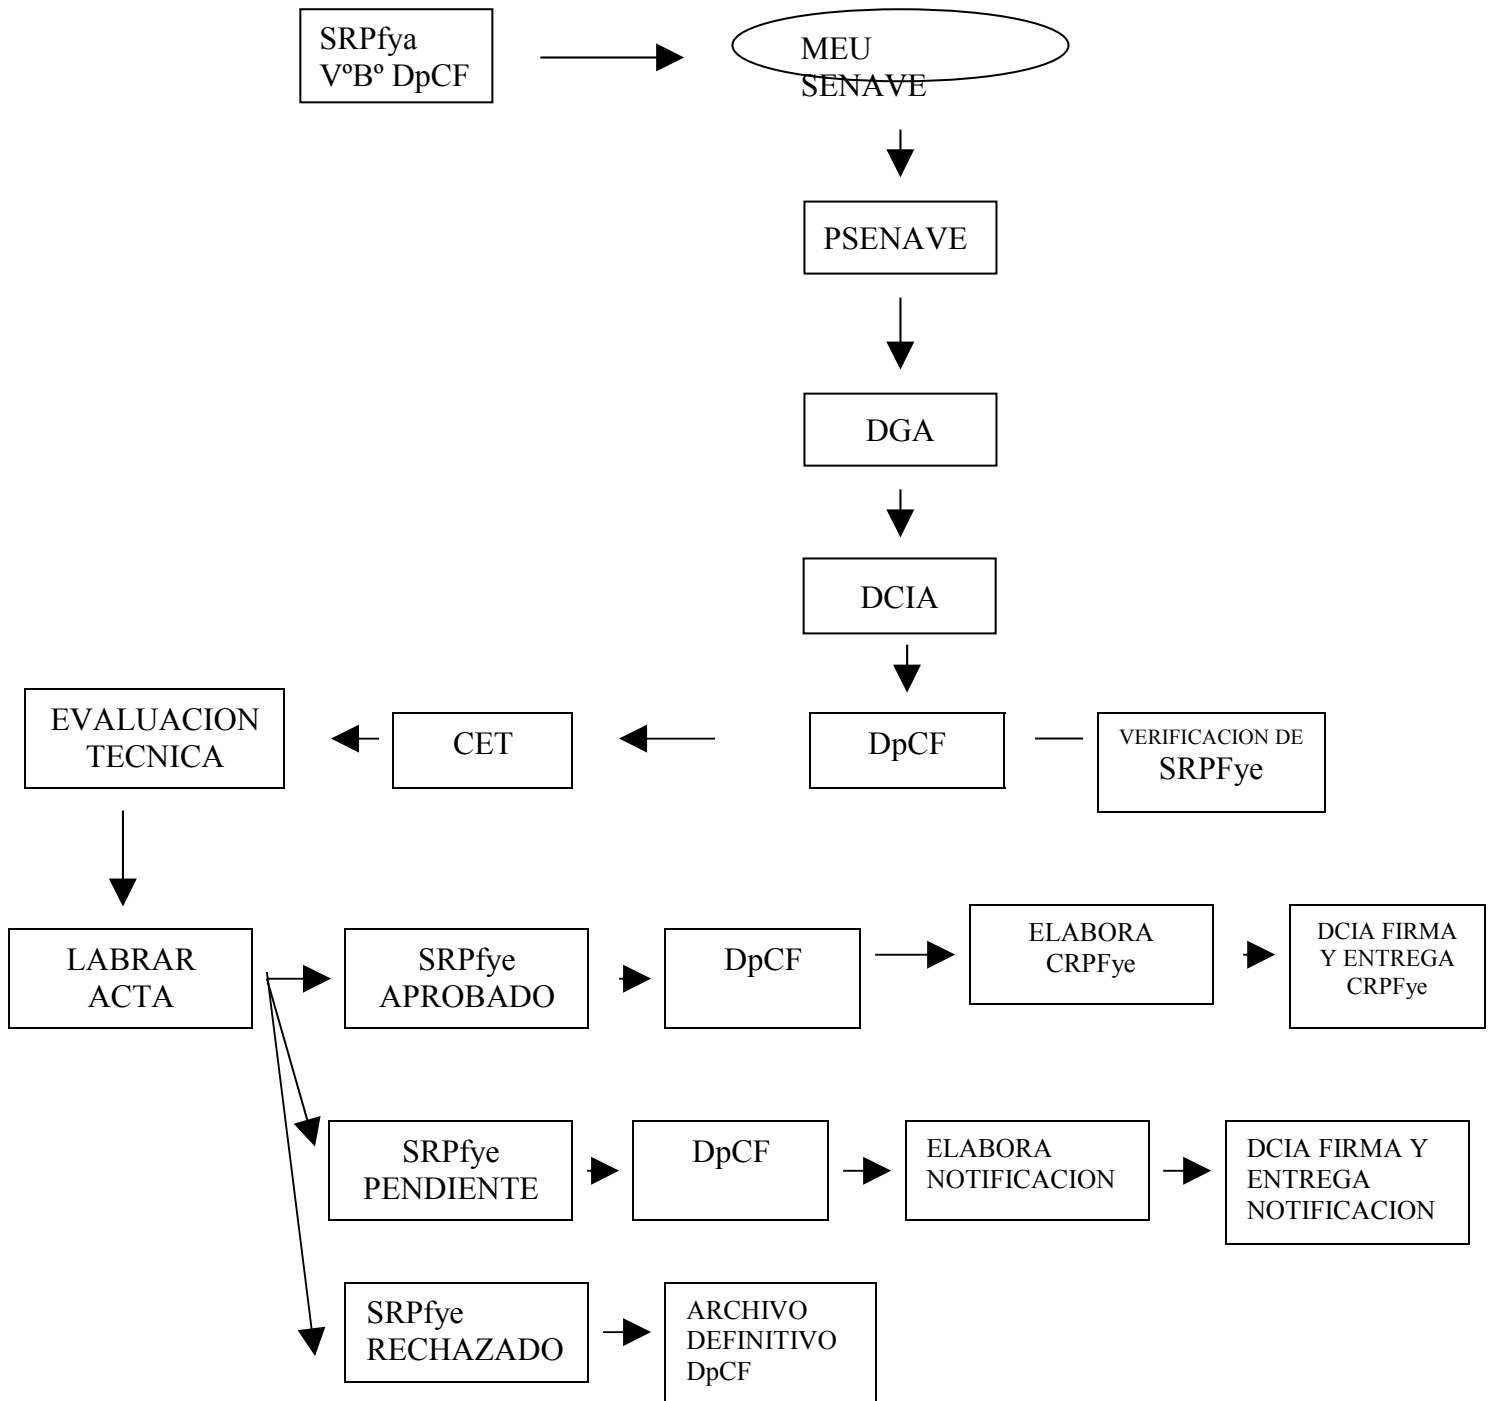 SRPfya
VºBº DpCF
MEU
SENAVE
PSENAVE
DGA
DCIA
EVALUACION
TECNICA
CET
DpCF
VERIFICACION DE
SRPFye
LABRAR
ACTA
SRPfye
APROBADO
DpCF
ELABORA
CRPFye
DCIA FIRMA
Y ENTREGA
CRPFye
SRPfye
PENDIENTE
DpCF
ELABORA
NOTIFICACION
DCIA FIRMA Y
ENTREGA
NOTIFICACION
SRPfye
RECHAZADO
ARCHIVO
DEFINITIVO
DpCF